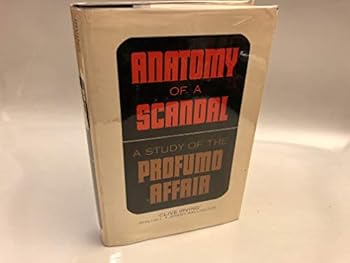 ANATOMY
OF A
SCANDAL
A STUDY OF THE
PROFUMO
AFFAIR
CLIVE IRVING